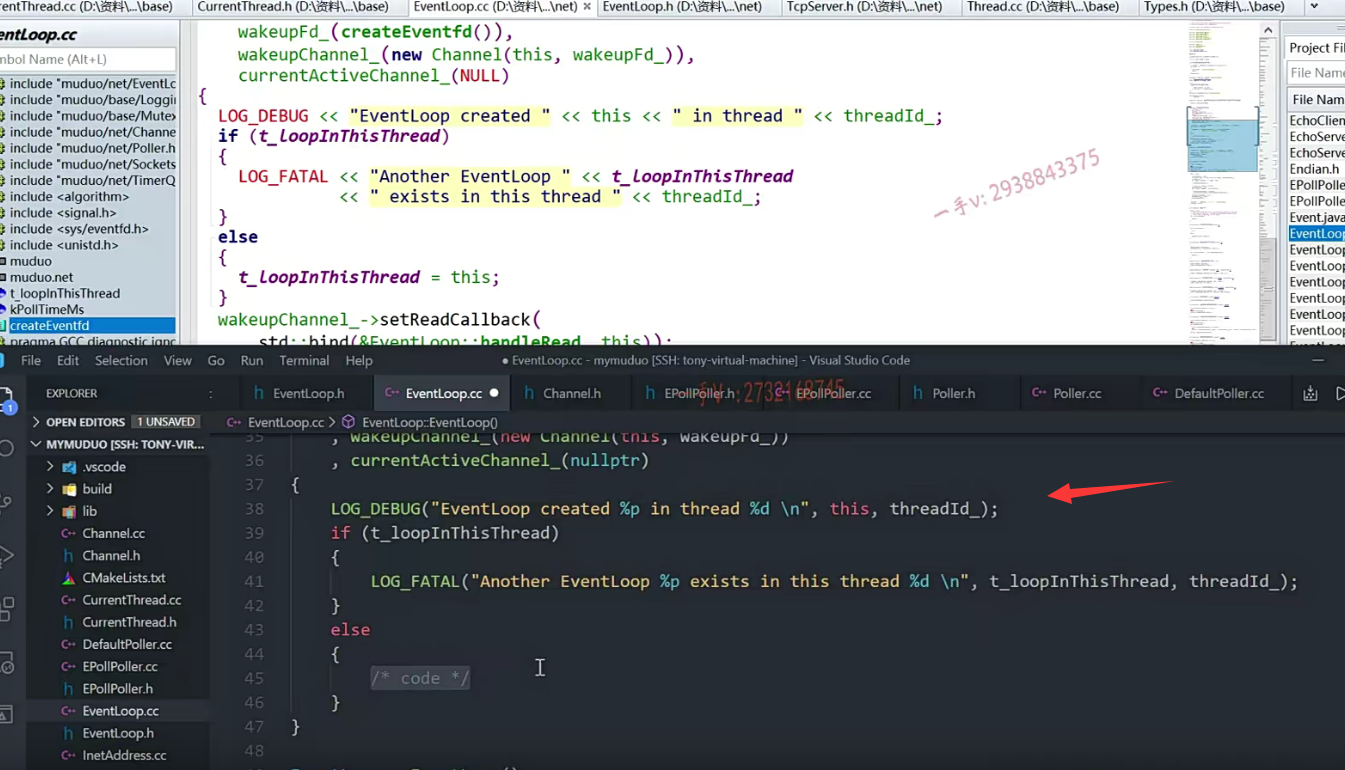 rentThread.cc (D:\资料\...\base)
CurrentThread.h (D:\资料\...\base)
EventLoop.cc (D:\资料\...\net)
EventLoop.h (D:\资料\...\net)
TcpServer.h (D:\资料\...\net)
Thread.cc (D:\资料\...\base)
Types.h (D:\资料\...\base)
entLoop.cc
mbol Name (Alt+L)
include "muduo/net/EventLc
include "muduo/base/Loggin
include "muduo/base/Mutex
include "muduo/net/Channe
include "muduo/net/Poller
include "muduo/net/Sockets
include "muduo/net/TimerQ
include <algorithm>
include <signal.h>
include <sys/eventfd.h>
include <unistd.h>
muduo
muduo.net
t_loopInThisThread
kPollTimeMs
createEventfd
pragma GCC diagnostic ignc
wakeupFd_(createEventfd()),
wakeupChannel_(new Channel(this, wakeupFd_)),
currentActiveChannel_(NULL)
{
LOG_DEBUG << "EventLoop created " << this << " in thread " << threadId_;
if (t_loopInThisThread)
{
LOG_FATAL << "Another EventLoop " << t_loopInThisThread
<< " exists in this thread " << threadId_;
}
else
{
t_loopInThisThread = this;
}
wakeupChannel_->setReadCallback(
std::bind(&EventLoop::handleRead, this));
一手v: 2938843375
Project Fil
File Name
File Nam
EchoClien
EchoServe
EchoServe
Endian.h
EPollPolle
EPollPolle
Event.java
EventLoop
EventLoop
EventLoop
EventLoop
EventLoop
EventLoop
EventLoop
File Edit Selection View Go Run Terminal Help
● EventLoop.cc - mymuduo [SSH: tony-virtual-machine] - Visual Studio Code
1
EXPLORER
OPEN EDITORS 1 UNSAVED
MYMUDUO [SSH: TONY-VIR...
.vscode
build
lib
Channel.cc
Channel.h
CMakeLists.txt
CurrentThread.cc
CurrentThread.h
DefaultPoller.cc
EPollPoller.cc
EPollPoller.h
EventLoop.cc
EventLoop.h
InetAddress.cc
EventLoop.h
EventLoop.cc
Channel.h
EPollPoller.h
EPollPoller.cc
Poller.h
Poller.cc
DefaultPoller.cc
EventLoop.cc > EventLoop::EventLoop()
35 , wakeupChannel_(new Channel(this, wakeupFd_))
36 , currentActiveChannel_(nullptr)
37 {
38 LOG_DEBUG("EventLoop created %p in thread %d \n", this, threadId_);
39 if (t_loopInThisThread)
40 {
41 LOG_FATAL("Another EventLoop %p exists in this thread %d \n", t_loopInThisThread, threadId_);
42 }
43 else
44 {
45 /* code */
46 }
47 }
48